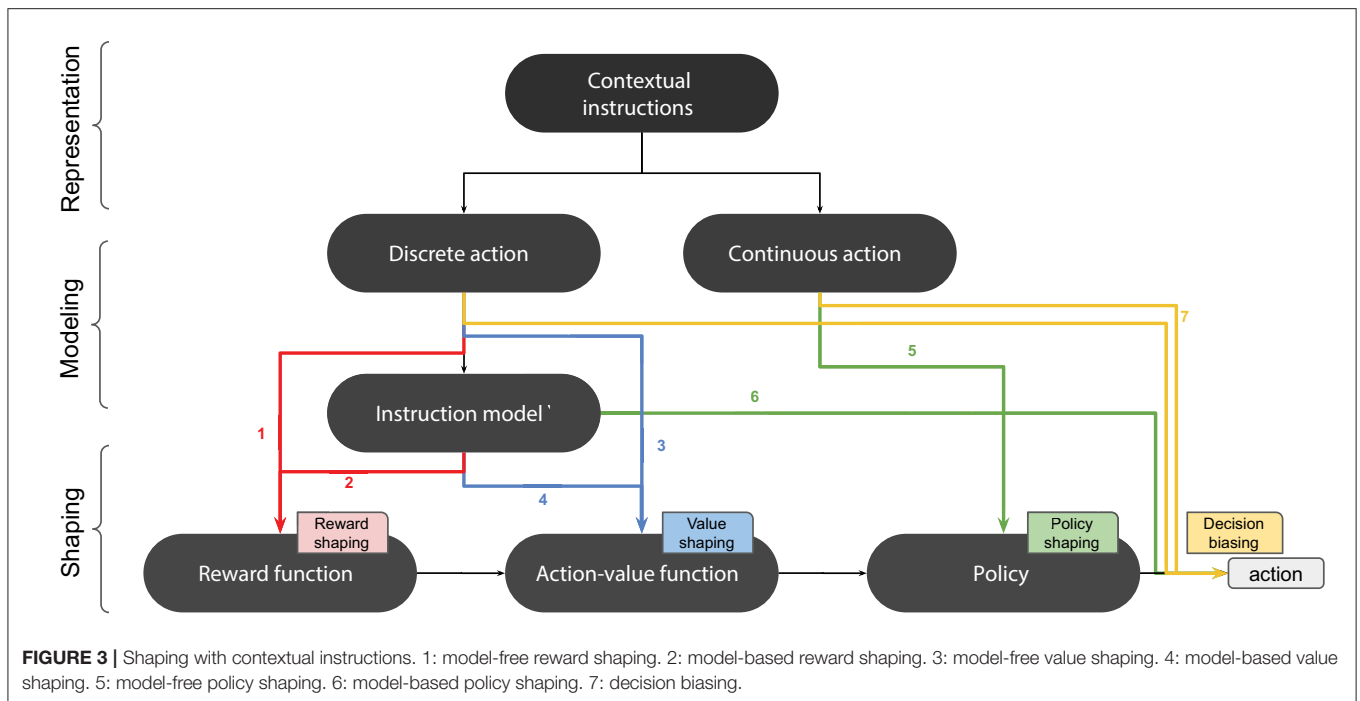 Representation
Contextual
instructions
Modeling
Discrete action
Continuous action
7
5
Instruction model `
6
1
3
2
4
Shaping
Reward
shaping
Value
shaping
Policy
shaping
Decision
biasing
Reward function
Action-value function
Policy
action
FIGURE 3 | Shaping with contextual instructions. 1: model-free reward shaping. 2: model-based reward shaping. 3: model-free value shaping. 4: model-based value
shaping. 5: model-free policy shaping. 6: model-based policy shaping. 7: decision biasing.